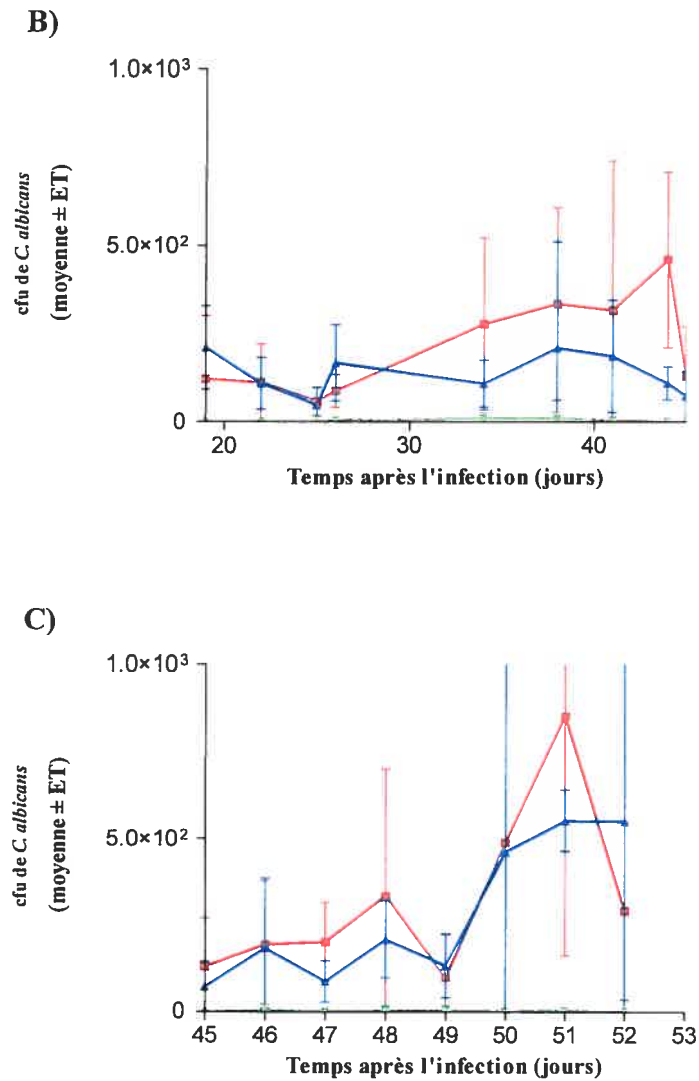 B)
1.0×10³
5.0×10²
0
cfu de C. albicans
(moyenne ± ET)
20 30 40
Temps après l'infection (jours)
C)
1.0×10³
5.0×10²
0
cfu de C. albicans
(moyenne ± ET)
45 46 47 48 49 50 51 52 53
Temps après l'infection (jours)